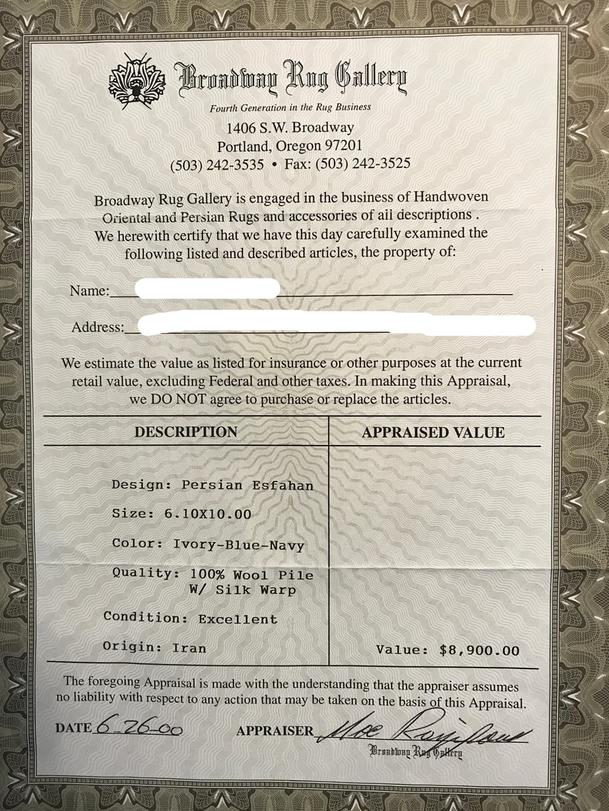 Broadway Rug Gallery
Fourth Generation in the Rug Business
1406 S.W. Broadway
Portland, Oregon 97201
(503) 242-3535 • Fax: (503) 242-3525
Broadway Rug Gallery is engaged in the business of Handwoven
Oriental and Persian Rugs and accessories of all descriptions .
We herewith certify that we have this day carefully examined the
following listed and described articles, the property of:
Name:
Address:
We estimate the value as listed for insurance or other purposes at the current
retail value, excluding Federal and other taxes. In making this Appraisal,
we DO NOT agree to purchase or replace the articles.
DESCRIPTION APPRAISED VALUE
Design: Persian Esfahan
Size: 6.10X10.00
Color: Ivory-Blue-Navy
Quality: 100% Wool Pile
W/ Silk Warp
Condition: Excellent
Origin: Iran Value: $8,900.00
The foregoing Appraisal is made with the understanding that the appraiser assumes
no liability with respect to any action that may be taken on the basis of this Appraisal.
DATE 6-26-00 APPRAISER Moe
Broadway Rug Gallery